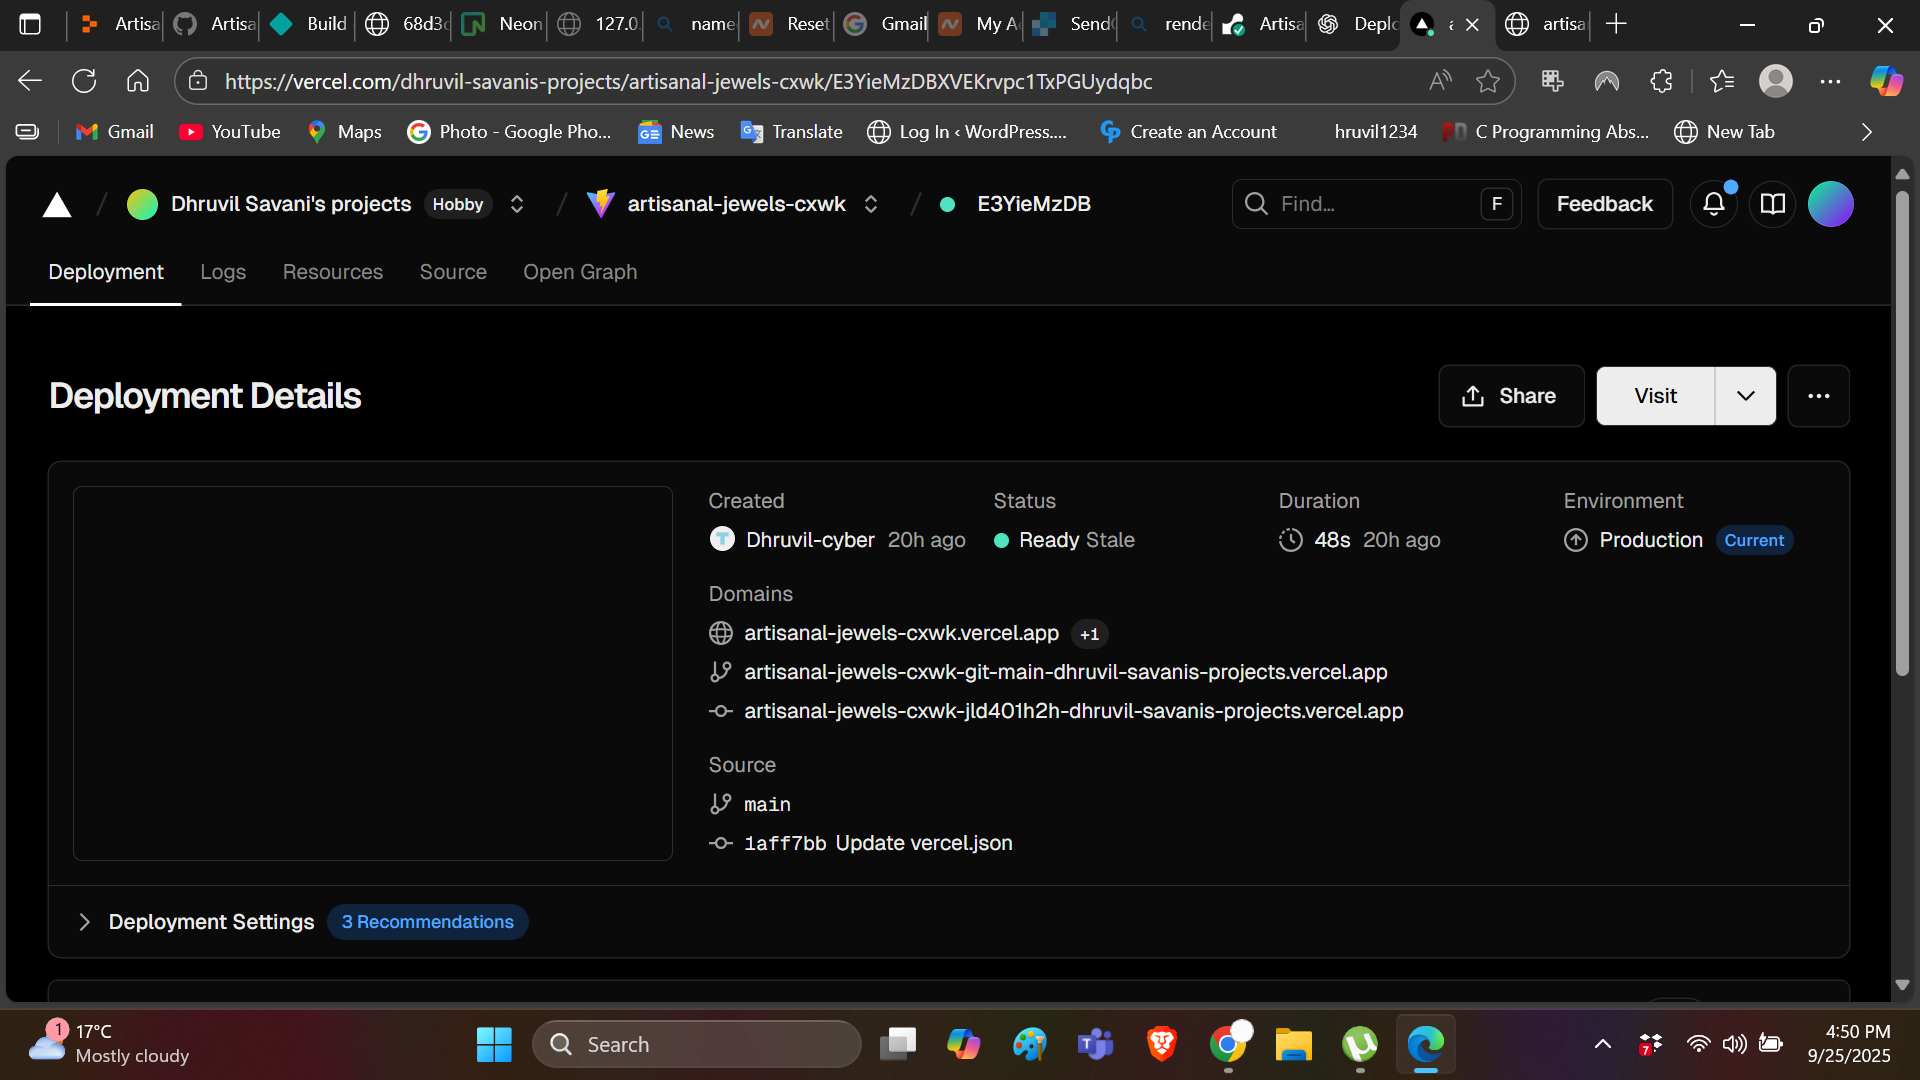 Artisa
Artisa
Build
68d3c
Neon
127.0.
name
Reset
Gmail
My A
Send
rende
Artisa
Deplo
a
artisa
https://vercel.com/dhruvil-savanis-projects/artisanal-jewels-cxwk/E3YieMzDBXVEKrvpc1TxPGUydqbc
Gmail
YouTube
Maps
Photo - Google Pho...
News
Translate
Log In ‹ WordPress....
Create an Account
hruvil1234
C Programming Abs...
New Tab
Dhruvil Savani's projects Hobby
artisanal-jewels-cxwk
E3YieMzDB
Find... F
Feedback
Deployment Logs Resources Source Open Graph
Deployment Details
Share
Visit
Created
Dhruvil-cyber 20h ago
Status
Ready Stale
Duration
48s 20h ago
Environment
Production Current
Domains
artisanal-jewels-cxwk.vercel.app +1
artisanal-jewels-cxwk-git-main-dhruvil-savanis-projects.vercel.app
artisanal-jewels-cxwk-jld401h2h-dhruvil-savanis-projects.vercel.app
Source
main
1aff7bb Update vercel.json
Deployment Settings 3 Recommendations
1
17°C
Mostly cloudy
Search
7
4:50 PM
9/25/2025